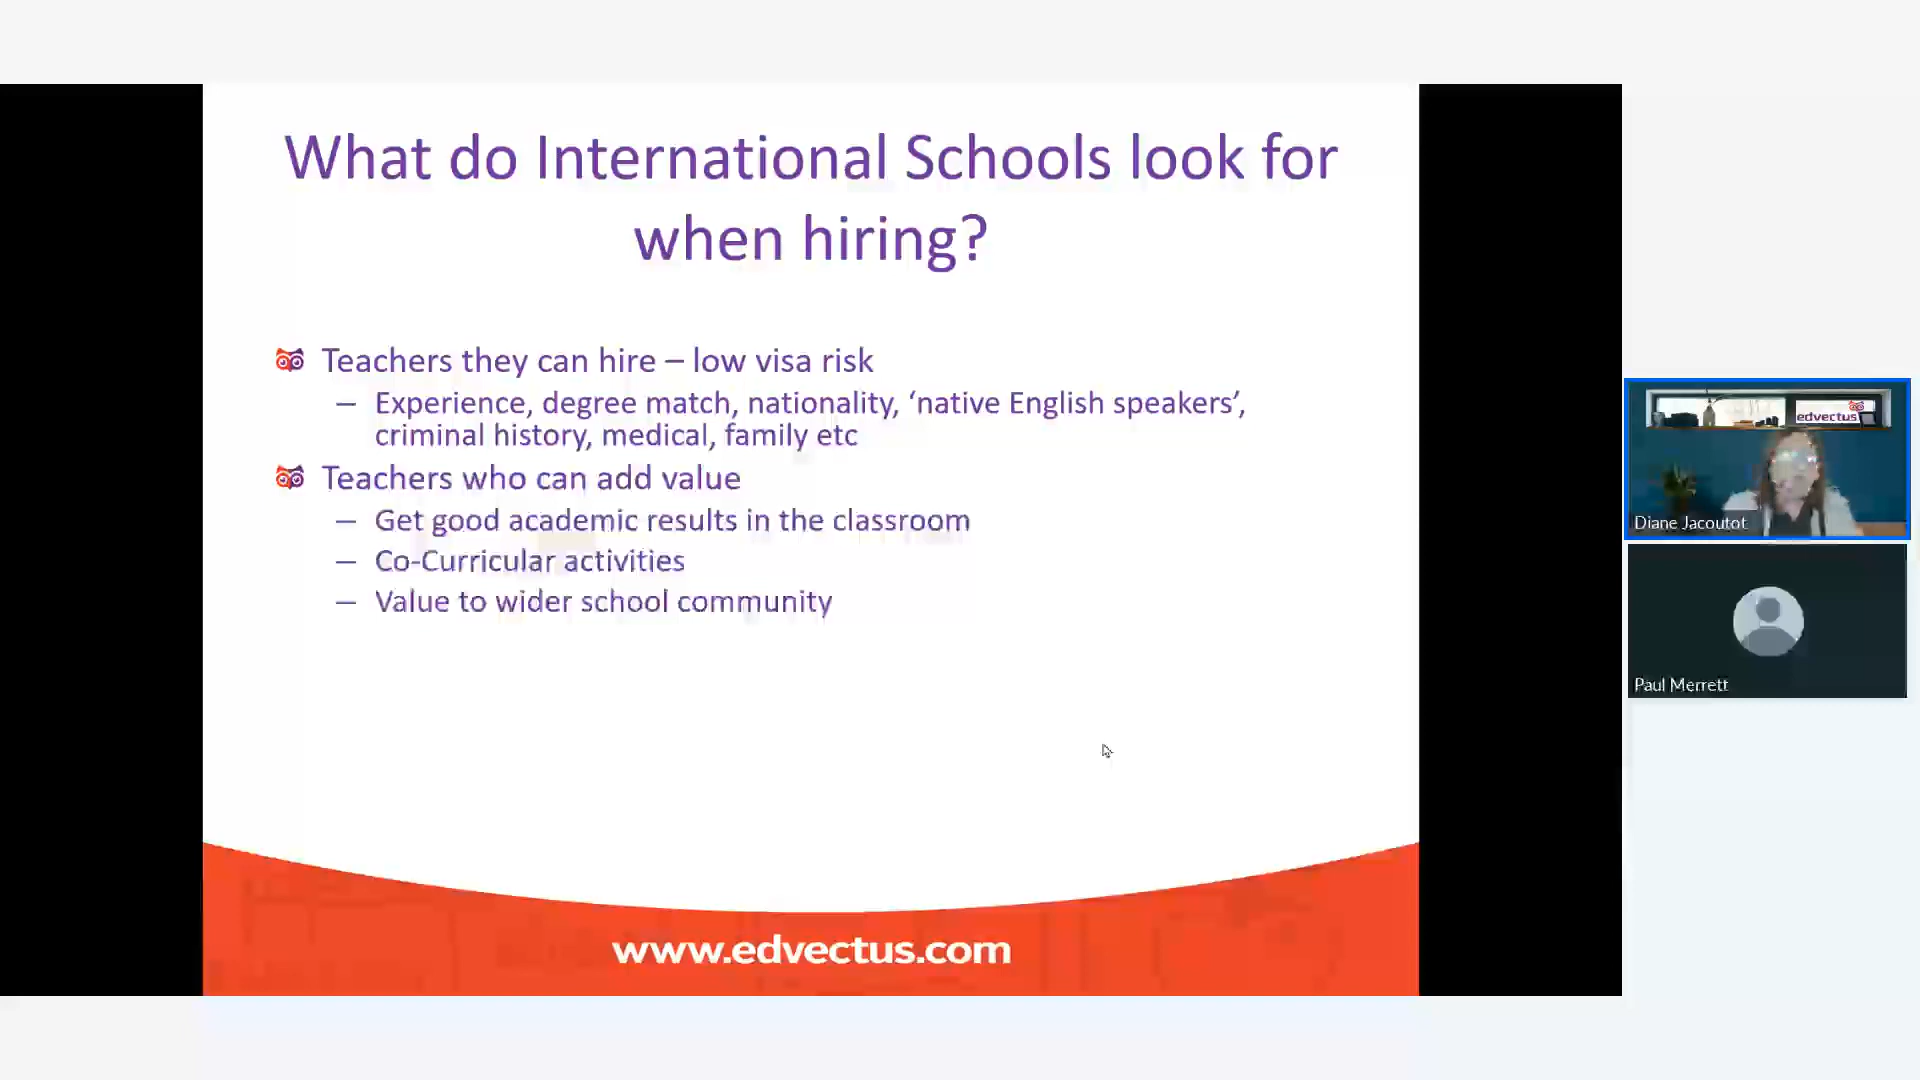 What do International Schools look for
when hiring?
Teachers they can hire – low visa risk
– Experience, degree match, nationality, ‘native English speakers’,
criminal history, medical, family etc
Teachers who can add value
– Get good academic results in the classroom
– Co-Curricular activities
– Value to wider school community
www.edvectus.com
edvectus
Diane Jacoutot
Paul Merrett